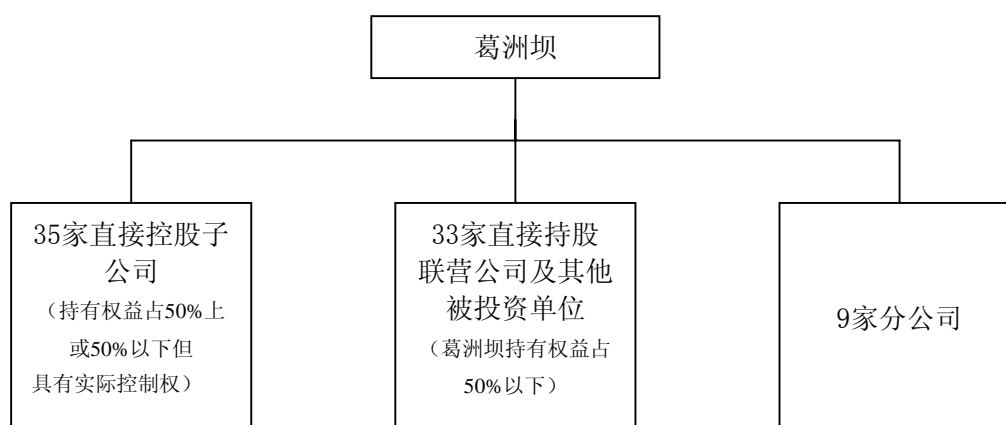 葛洲坝
35家直接控股子
公司
（持有权益占50%上
或50%以下但
具有实际控制权）
33家直接持股
联营公司及其他
被投资单位
（葛洲坝持有权益占
50%以下）
9家分公司